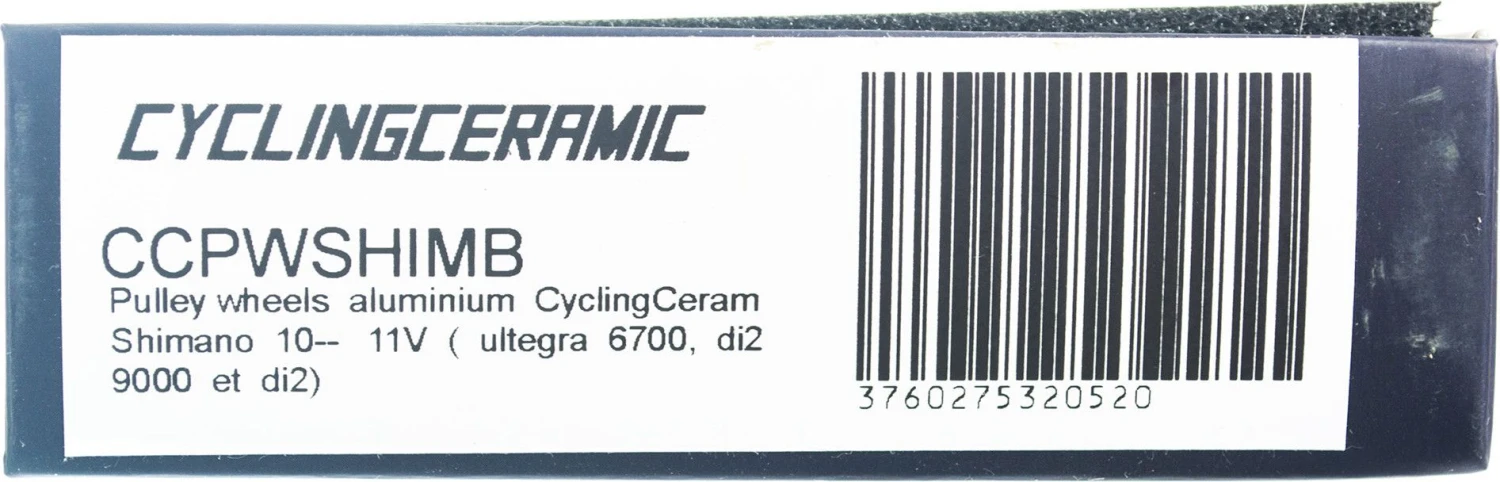 CYCLINGCERAMIC
CCPWSHIMB
Pulley wheels aluminium CyclingCeram
Shimano 10-- 11V ( ultegra 6700, di2
9000 et di2)
3760275320520